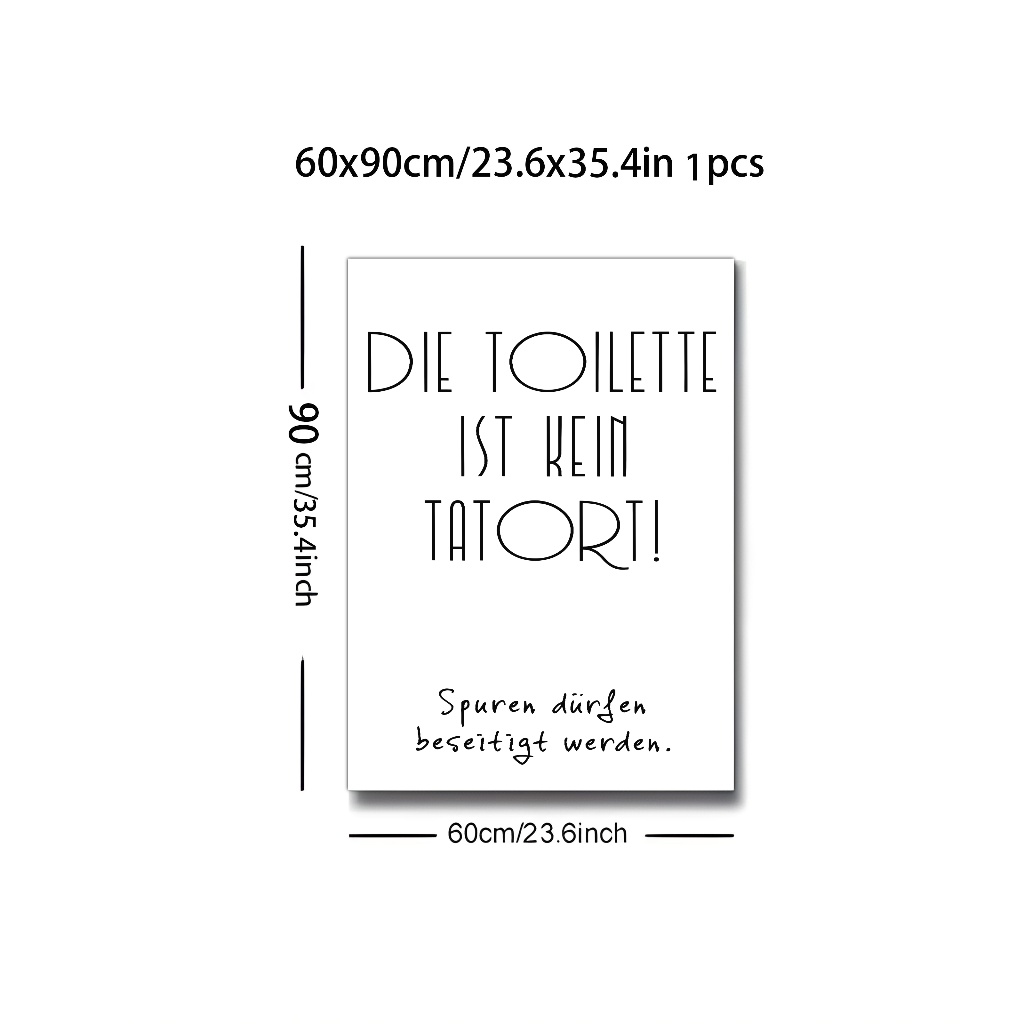 60x90cm/23.6x35.4in 1pcs
90 cm/35.4inch
DIE TOILETTE
IST KEIN
TATORT!
Spuren dürfen
beseitigt werden.
60cm/23.6inch